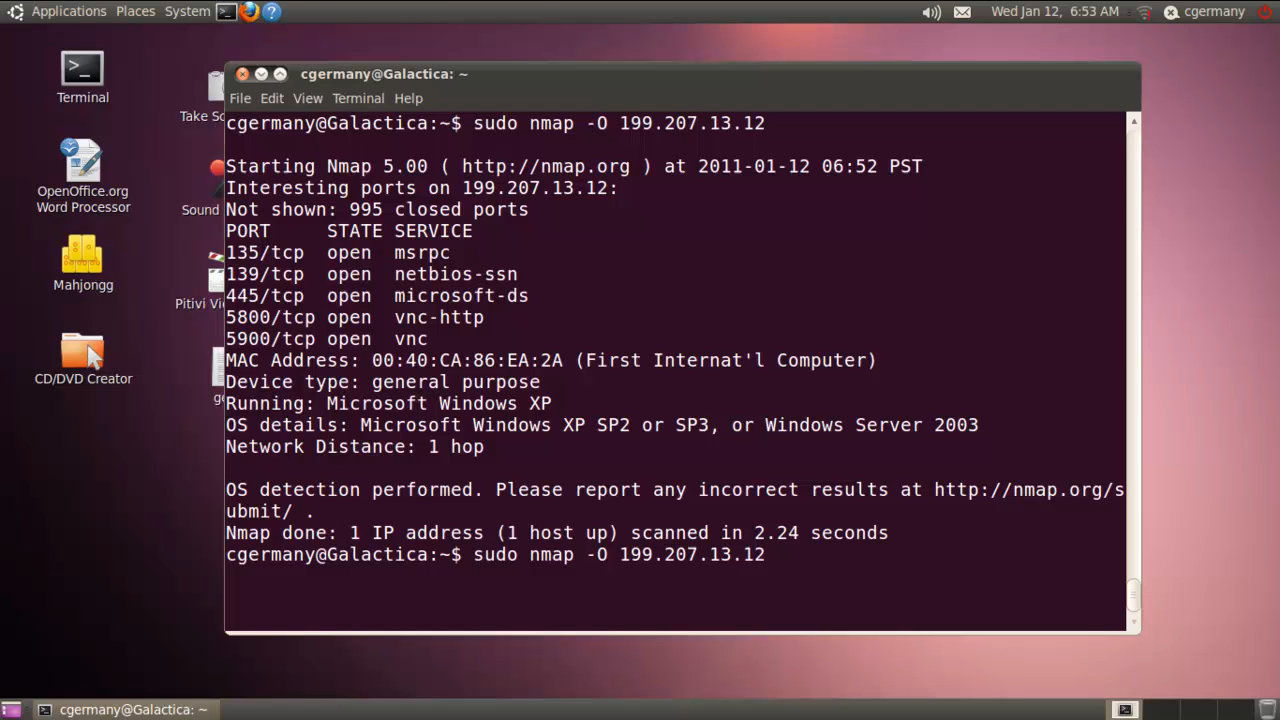 Applications Places System
Wed Jan 12, 6:53 AM
cgermany
Terminal
OpenOffice.org
Word Processor
Mahjongg
CD/DVD Creator
Take
Sound
Pitivi
cgermany@Galactica: ~
File Edit View Terminal Help
cgermany@Galactica:~$ sudo nmap -O 199.207.13.12
Starting Nmap 5.00 ( http://nmap.org ) at 2011-01-12 06:52 PST
Interesting ports on 199.207.13.12:
Not shown: 995 closed ports
PORT STATE SERVICE
135/tcp open msrpc
139/tcp open netbios-ssn
445/tcp open microsoft-ds
5800/tcp open vnc-http
5900/tcp open vnc
MAC Address: 00:40:CA:86:EA:2A (First Internat'l Computer)
Device type: general purpose
Running: Microsoft Windows XP
OS details: Microsoft Windows XP SP2 or SP3, or Windows Server 2003
Network Distance: 1 hop
OS detection performed. Please report any incorrect results at http://nmap.org/s
ubmit/ .
Nmap done: 1 IP address (1 host up) scanned in 2.24 seconds
cgermany@Galactica:~$ sudo nmap -O 199.207.13.12
cgermany@Galactica: ~